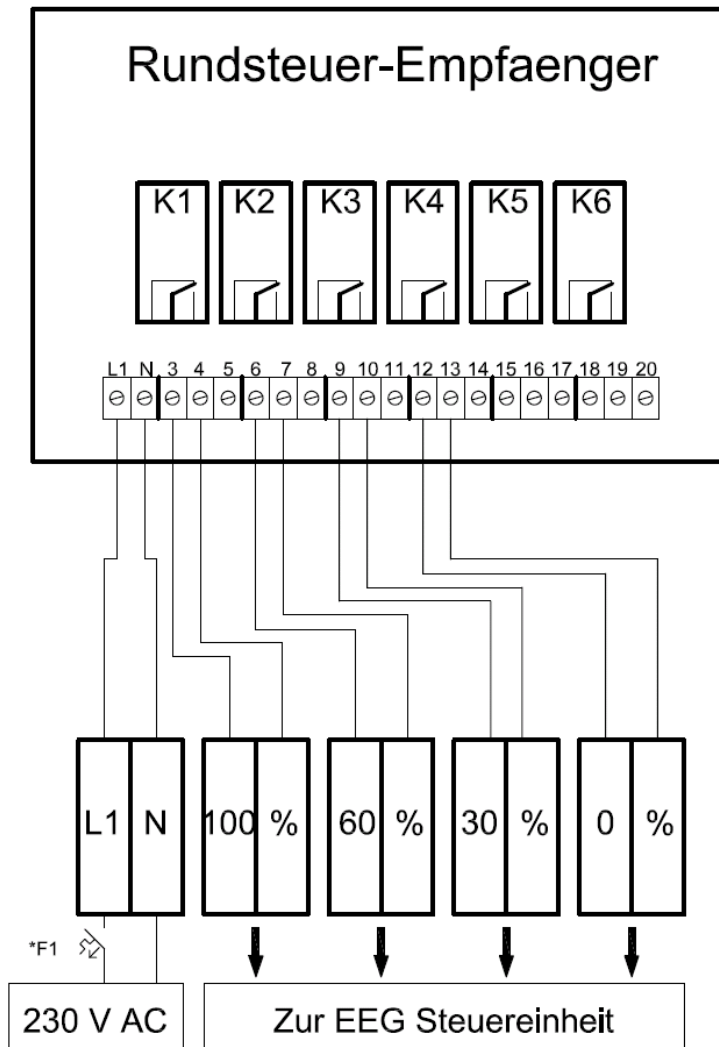 Rundsteuer-Empfaenger
K1 K2 K3 K4 K5 K6
L1 N 3 4 5 6 7 8 9 10 11 12 13 14 15 16 17 18 19 20
L1 N 100 % 60 % 30 % 0 %
*F1
230 V AC Zur EEG Steuereinheit